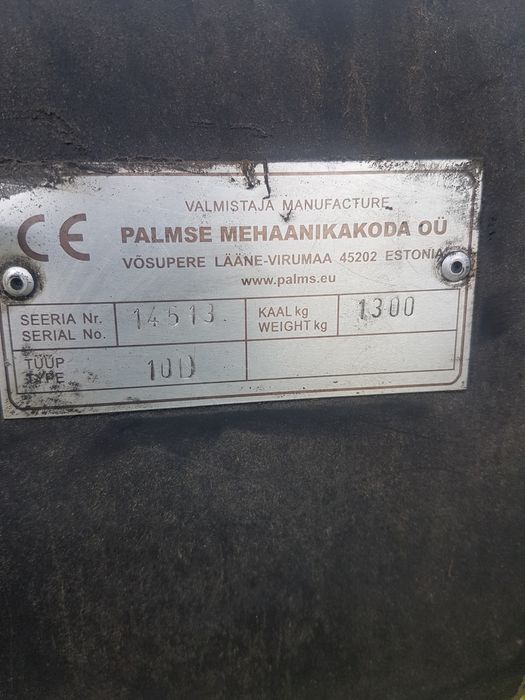 VALMISTAJA MANUFACTURE
CE PALMSE MEHAANIKAKODA OÜ
VÕSUPERE LÄÄNE-VIRUMAA 45202 ESTONIA
www.palms.eu
SEERIA Nr. 14513 KAAL kg 1300
SERIAL No. WEIGHT kg
TÜÜP 10D
TYPE